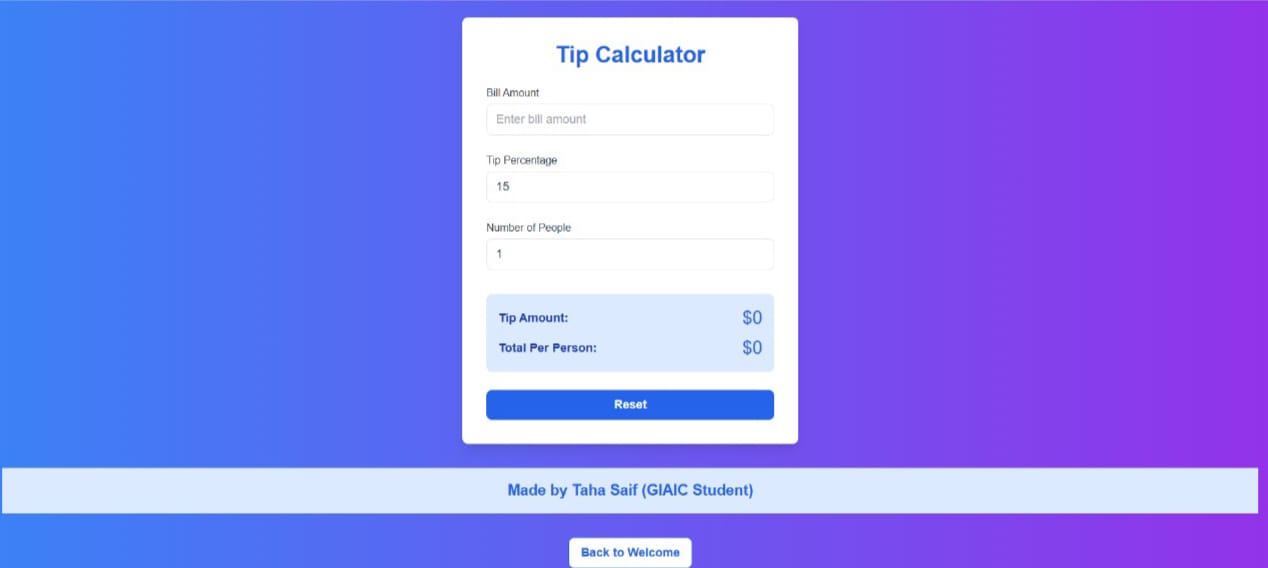 Tip Calculator
Bill Amount
Enter bill amount
Tip Percentage
15
Number of People
1
Tip Amount: $0
Total Per Person: $0
Reset
Made by Taha Saif (GIAIC Student)
Back to Welcome